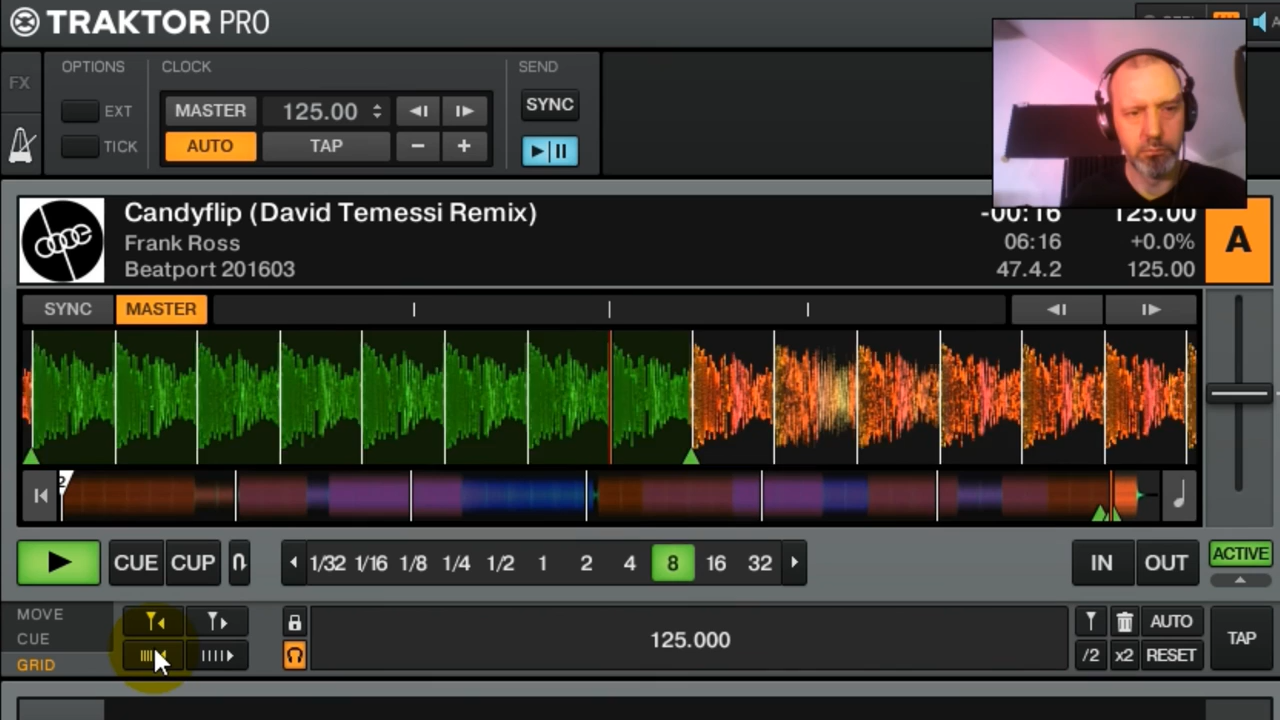 TRAKTOR PRO
FX
OPTIONS
CLOCK
SEND
EXT
MASTER
125.00
SYNC
TICK
AUTO
TAP
Candyflip (David Temessi Remix)
-00:16
125.00
Frank Ross
06:16
+0.0%
A
Beatport 201603
47.4.2
125.00
SYNC
MASTER
2
CUE
CUP
1/32
1/16
1/8
1/4
1/2
1
2
4
8
16
32
IN
OUT
ACTIVE
MOVE
CUE
GRID
125.000
AUTO
/2
x2
RESET
TAP